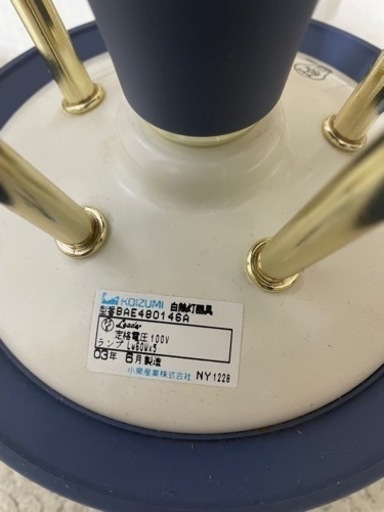 KOIZUMI 白熱灯器具
型番BAE480146A
定格電圧100V
ランプ LW60W×5
03年 6月製造
小泉産業株式会社 NY1228